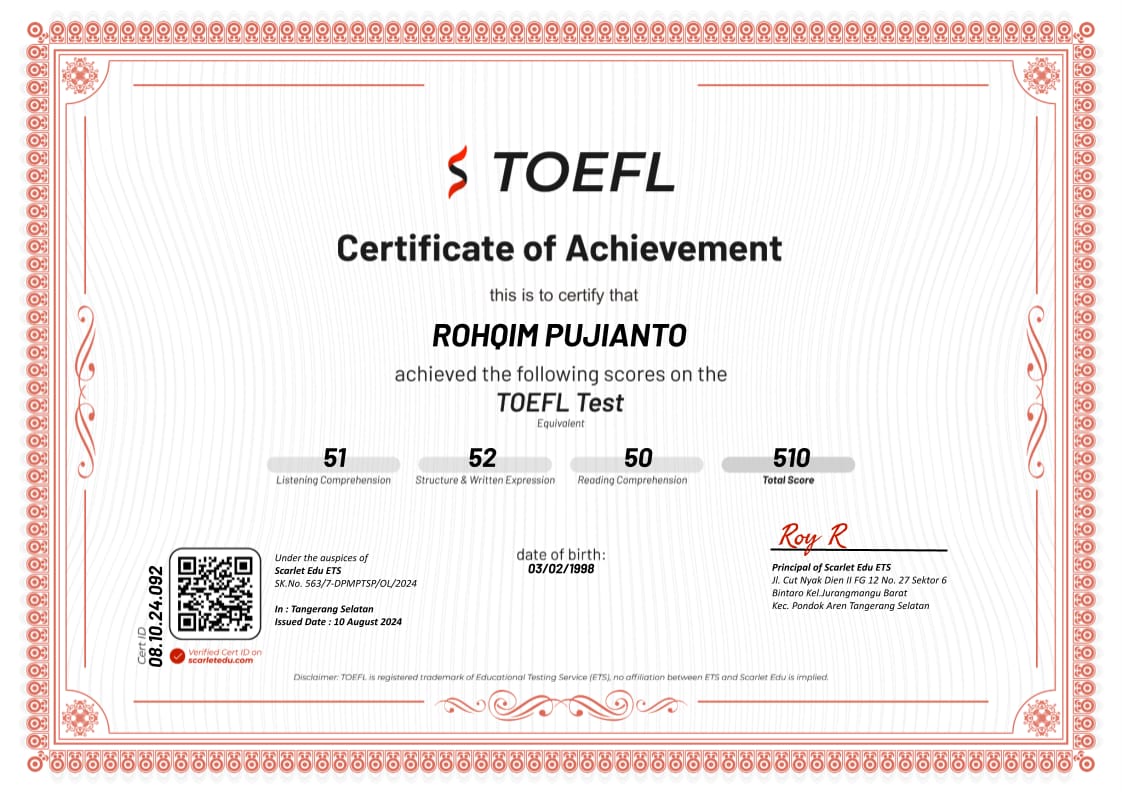 TOEFL
Certificate of Achievement
this is to certify that
ROHQIM PUJIANTO
achieved the following scores on the
TOEFL Test
Equivalent
51
Listening Comprehension
52
Structure & Written Expression
50
Reading Comprehension
510
Total Score
Cert ID
08.10.24.092
Verified Cert ID on
scarletedu.com
Under the auspices of
Scarlet Edu ETS
SK.No. 563/7-DPMPTSP/OL/2024
In : Tangerang Selatan
Issued Date : 10 August 2024
date of birth:
03/02/1998
Roy R
Principal of Scarlet Edu ETS
Jl. Cut Nyak Dien II FG 12 No. 27 Sektor 6
Bintaro Kel.Jurangmangu Barat
Kec. Pondok Aren Tangerang Selatan
Disclaimer: TOEFL is registered trademark of Educational Testing Service (ETS), no affiliation between ETS and Scarlet Edu is implied.